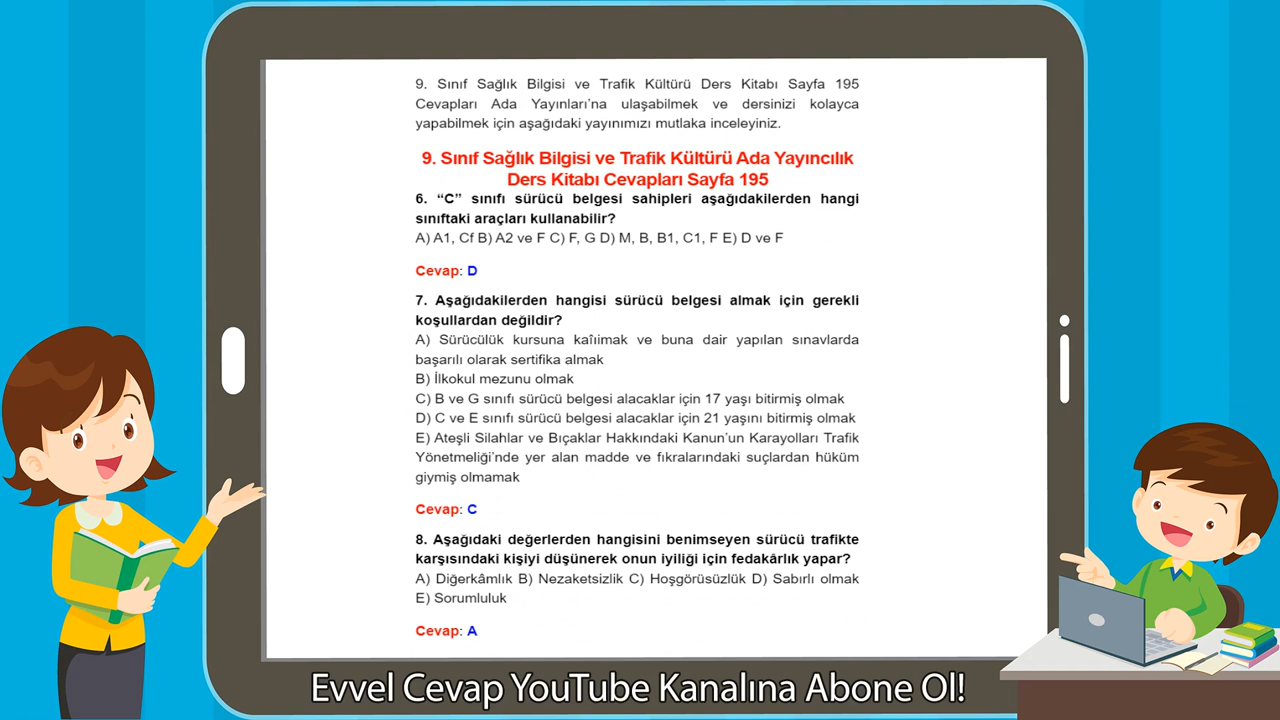 9. Sınıf Sağlık Bilgisi ve Trafik Kültürü Ders Kitabı Sayfa 195
Cevapları Ada Yayınları’na ulaşabilmek ve dersinizi kolayca
yapabilmek için aşağıdaki yayınımızı mutlaka inceleyiniz.
9. Sınıf Sağlık Bilgisi ve Trafik Kültürü Ada Yayıncılık
Ders Kitabı Cevapları Sayfa 195
6. “C” sınıfı sürücü belgesi sahipleri aşağıdakilerden hangi
sınıftaki araçları kullanabilir?
A) A1, Cf B) A2 ve F C) F, G D) M, B, B1, C1, F E) D ve F
Cevap: D
7. Aşağıdakilerden hangisi sürücü belgesi almak için gerekli
koşullardan değildir?
A) Sürücülük kursuna kaîıimak ve buna dair yapılan sınavlarda
başarılı olarak sertifika almak
B) İlkokul mezunu olmak
C) B ve G sınıfı sürücü belgesi alacaklar için 17 yaşı bitirmiş olmak
D) C ve E sınıfı sürücü belgesi alacaklar için 21 yaşını bitirmiş olmak
E) Ateşli Silahlar ve Bıçaklar Hakkındaki Kanun’un Karayolları Trafik
Yönetmeliği’nde yer alan madde ve fıkralarındaki suçlardan hüküm
giymiş olmamak
Cevap: C
8. Aşağıdaki değerlerden hangisini benimseyen sürücü trafikte
karşısındaki kişiyi düşünerek onun iyiliği için fedakârlık yapar?
A) Diğerkâmlık B) Nezaketsizlik C) Hoşgörüsüzlük D) Sabırlı olmak
E) Sorumluluk
Cevap: A
Evvel Cevap YouTube Kanalına Abone Ol!